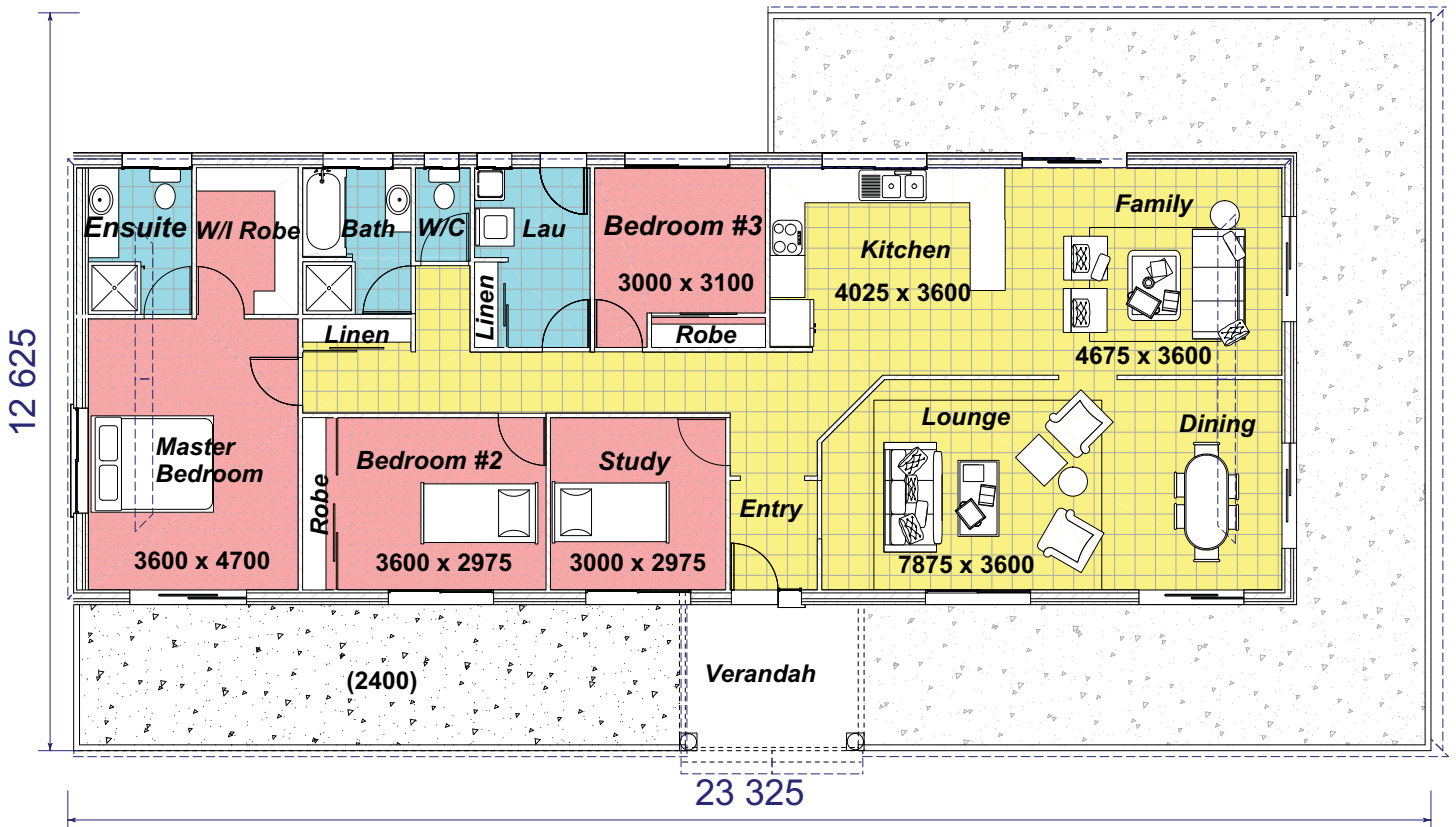 Family
Ensuite
W/I Robe
Bath
W/C
Lau
Bedroom #3
3000 x 3100
Kitchen
4025 x 3600
4675 x 3600
Linen
Linen
Robe
12 625
Master
Bedroom
3600 x 4700
Robe
Bedroom #2
3600 x 2975
Study
3000 x 2975
Entry
Lounge
7875 x 3600
Dining
(2400)
Verandah
23 325